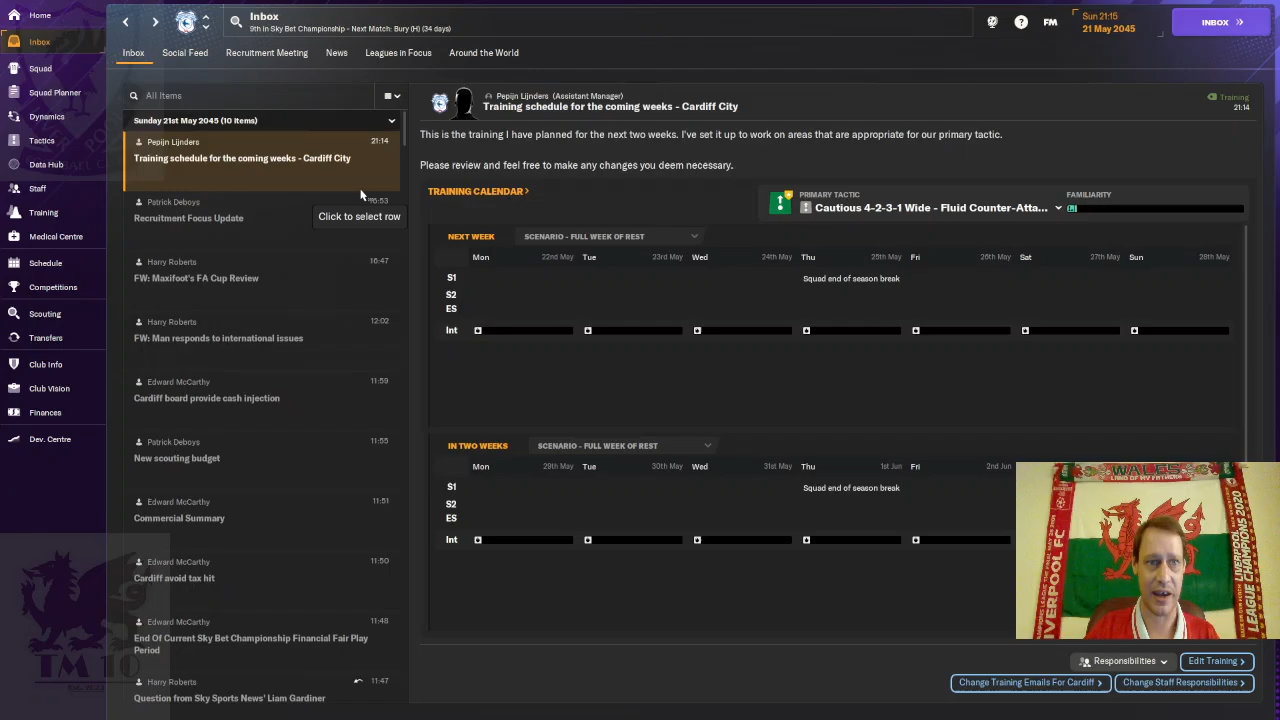 Home
Inbox
Squad
Squad Planner
Dynamics
Tactics
Data Hub
Staff
Training
Medical Centre
Schedule
Competitions
Scouting
Transfers
Club Info
Club Vision
Finances
Dev. Centre
Inbox
9th in Sky Bet Championship - Next Match: Bury (H) (34 days)
FM
Sun 21:15
21 May 2045
INBOX
Inbox
Social Feed
Recruitment Meeting
News
Leagues in Focus
Around the World
All Items
Sunday 21st May 2045 (10 items)
Pepijn Lijnders 21:14
Training schedule for the coming weeks - Cardiff City
Click to select row
Patrick Deboys
Recruitment Focus Update
Harry Roberts 16:47
FW: Maxifoot's FA Cup Review
Harry Roberts 12:02
FW: Man responds to international issues
Edward McCarthy 11:59
Cardiff board provide cash injection
Patrick Deboys 11:55
New scouting budget
Edward McCarthy 11:51
Commercial Summary
Edward McCarthy 11:50
Cardiff avoid tax hit
Edward McCarthy 11:48
End Of Current Sky Bet Championship Financial Fair Play
Period
Harry Roberts 11:47
Question from Sky Sports News' Liam Gardiner
TM10
Pepijn Lijnders (Assistant Manager)
Training schedule for the coming weeks - Cardiff City
Training
21:14
This is the training I have planned for the next two weeks. I've set it up to work on areas that are appropriate for our primary tactic.
Please review and feel free to make any changes you deem necessary.
TRAINING CALENDAR
PRIMARY TACTIC
Cautious 4-2-3-1 Wide - Fluid Counter-Atta...
FAMILIARITY
NEXT WEEK SCENARIO - FULL WEEK OF REST
Mon 22nd May Tue 23rd May Wed 24th May Thu 25th May Fri 26th May Sat 27th May Sun 28th May
S1 Squad end of season break
S2
ES
Int
IN TWO WEEKS SCENARIO - FULL WEEK OF REST
Mon 29th May Tue 30th May Wed 31st May Thu 1st Jun Fri 2nd Jun
S1 Squad end of season break
S2
ES
Int
WALES
LAND OF MY FATHERS
LIVERPOOL FC
LIVERPOOL 2020
LEAGUE CHAMPIONS
Responsibilities
Edit Training
Change Training Emails For Cardiff
Change Staff Responsibilities